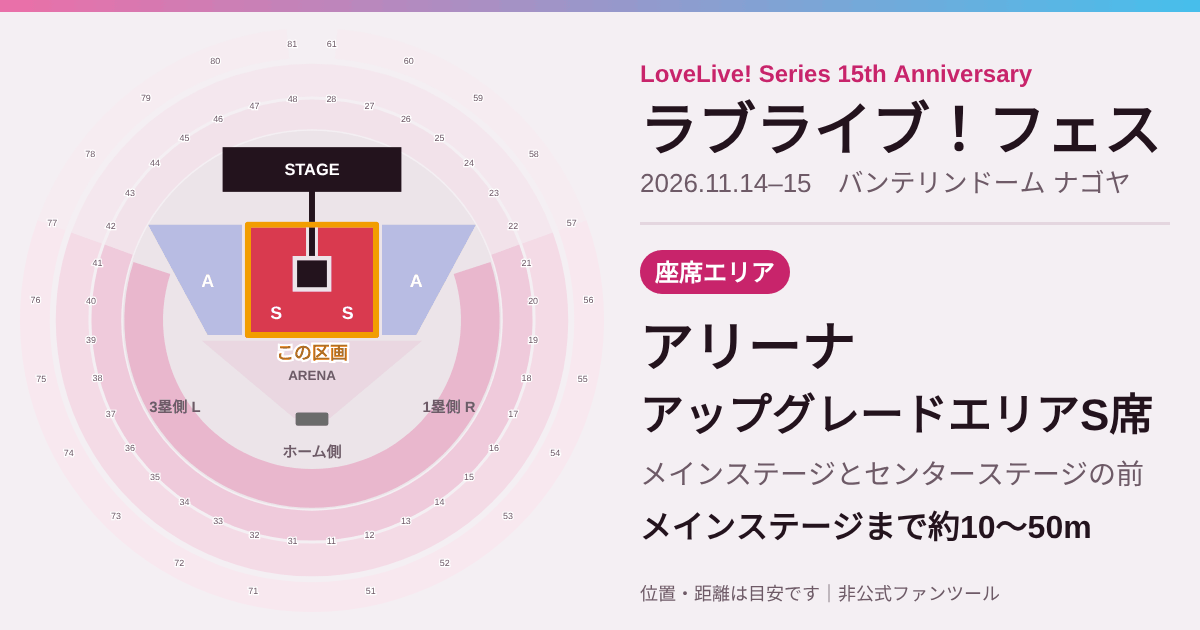 LoveLive! Series 15th Anniversary
ラブライブ！フェス
2026.11.14–15　バンテリンドーム ナゴヤ
座席エリア
アリーナ
アップグレードエリアS席
メインステージとセンターステージの前
メインステージまで約10〜50m
位置・距離は目安です｜非公式ファンツール
81 61
80 60
79 59
48 28
47 27
46 26
45 25
78 58
44 24
43 23
77 57
42 22
41 21
76 56
40 20
39 19
75 55
38 18
37 17
36 16
74 54
35 15
34 14
73 53
33 13
32 12
31 11
72 52
71 51
STAGE
A A
S S
この区画
ARENA
3塁側 L
1塁側 R
ホーム側